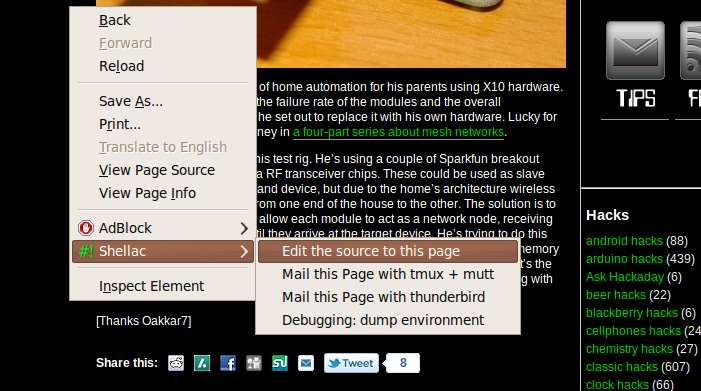 Back
Forward
Reload
Save As...
Print...
Translate to English
View Page Source
View Page Info
AdBlock
#! Shellac
Inspect Element
Edit the source to this page
Mail this Page with tmux + mutt
Mail this Page with thunderbird
Debugging: dump environment
of home automation for his parents using X10 hardware.
the failure rate of the modules and the overall
he set out to replace it with his own hardware. Lucky for
ney in a four-part series about mesh networks.
his test rig. He's using a couple of Sparkfun breakout
a RF transceiver chips. These could be used as slave
and device, but due to the home's architecture wireless
rom one end of the house to the other. The solution is to
allow each module to act as a network node, receiving
til they arrive at the target device. He's trying to do this
memory
t's the
g with
[Thanks Oakkar7]
Share this:
Tweet
8
TIPS
Hacks
android hacks (88)
arduino hacks (439)
Ask Hackaday (6)
beer hacks (22)
blackberry hacks (6)
cellphones hacks (24
chemistry hacks (27)
classic hacks (607)
clock hacks (66)